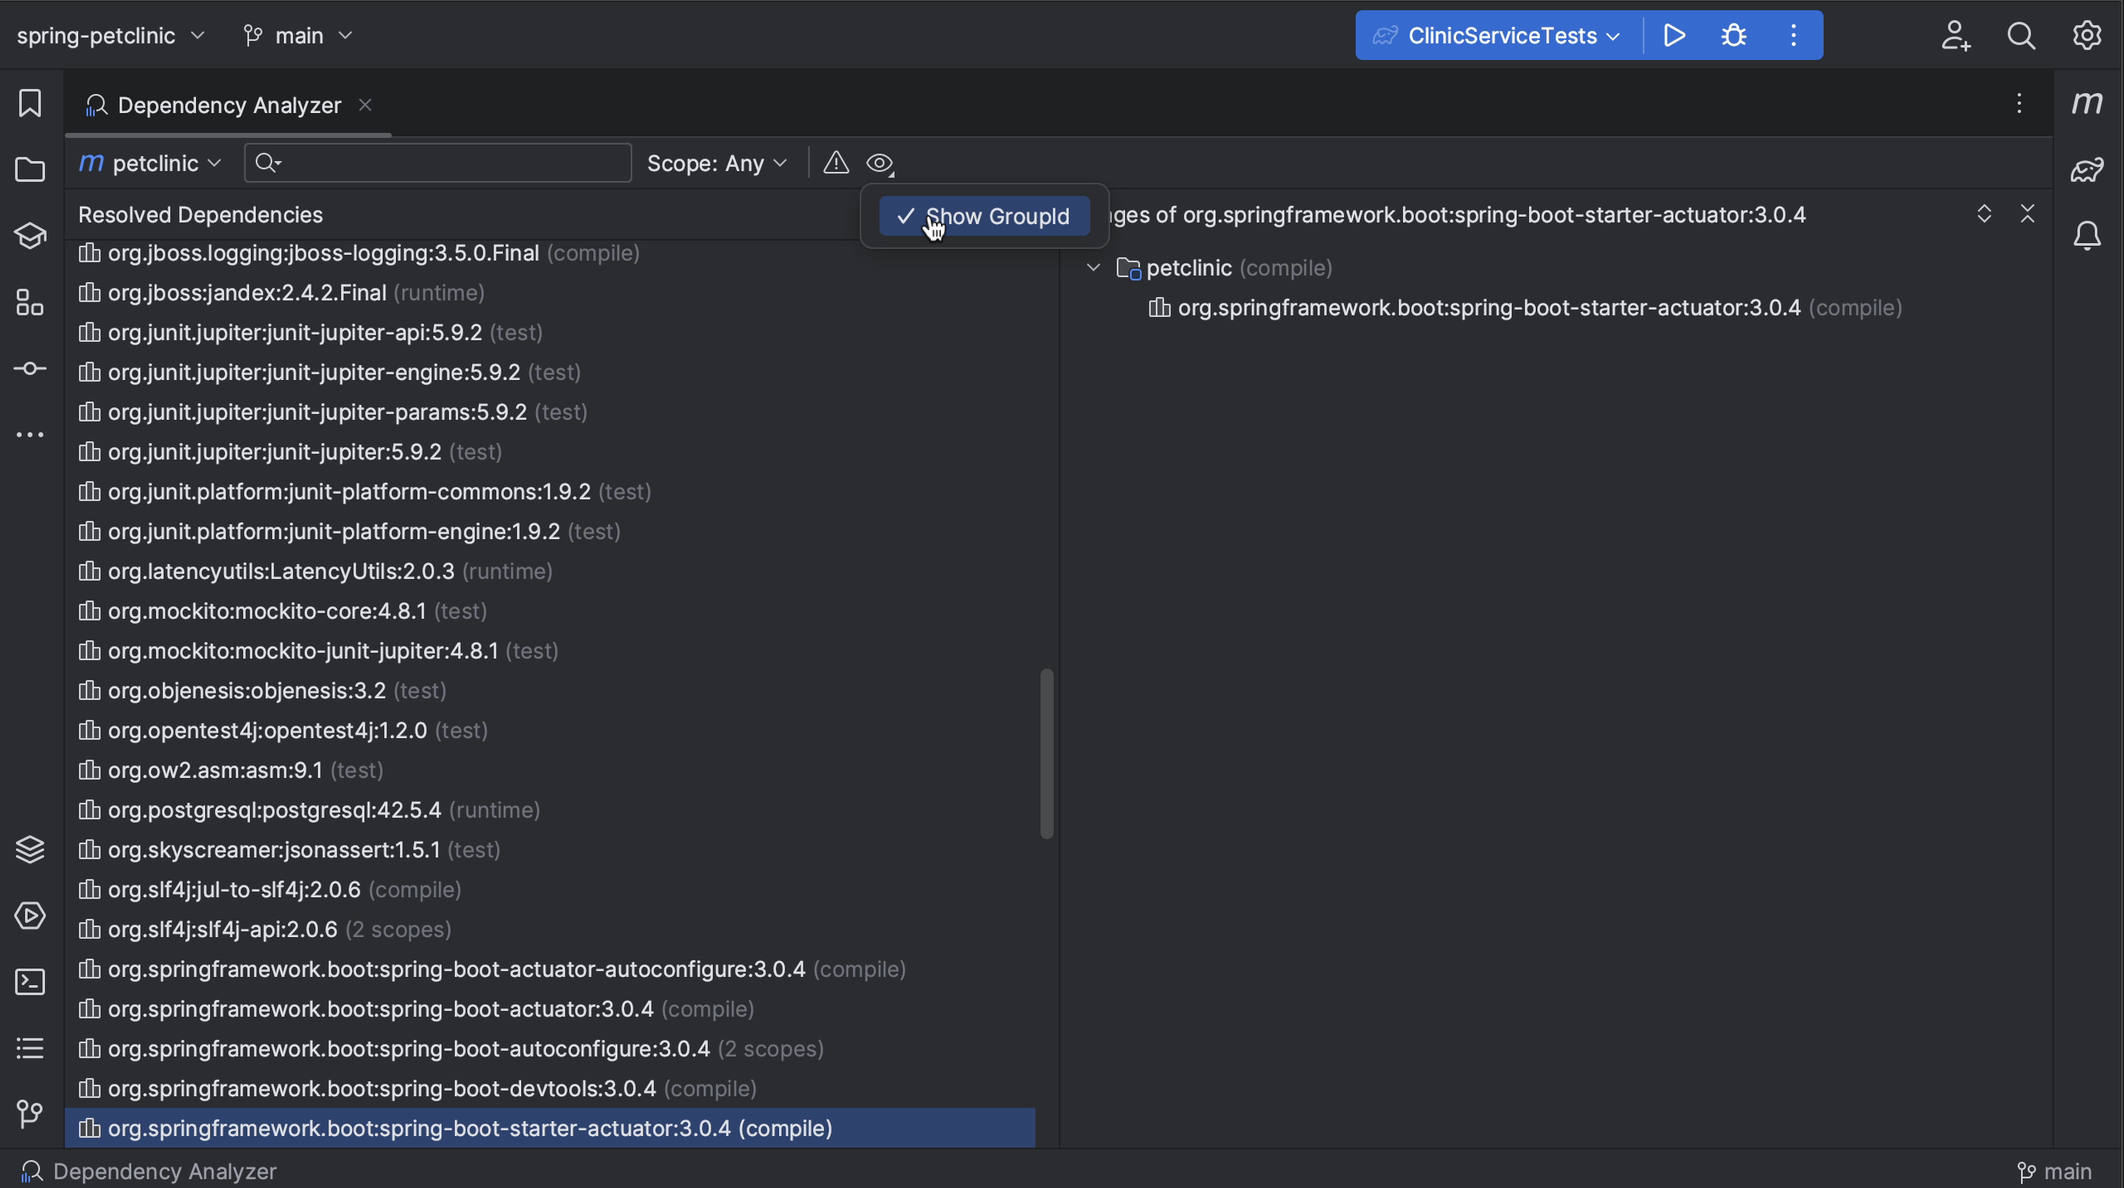 spring-petclinic
main
ClinicServiceTests
Dependency Analyzer
m petclinic
Scope: Any
Resolved Dependencies
Show GroupId
ges of org.springframework.boot:spring-boot-starter-actuator:3.0.4
org.jboss.logging:jboss-logging:3.5.0.Final (compile)
org.jboss:jandex:2.4.2.Final (runtime)
org.junit.jupiter:junit-jupiter-api:5.9.2 (test)
org.junit.jupiter:junit-jupiter-engine:5.9.2 (test)
org.junit.jupiter:junit-jupiter-params:5.9.2 (test)
org.junit.jupiter:junit-jupiter:5.9.2 (test)
org.junit.platform:junit-platform-commons:1.9.2 (test)
org.junit.platform:junit-platform-engine:1.9.2 (test)
org.latencyutils:LatencyUtils:2.0.3 (runtime)
org.mockito:mockito-core:4.8.1 (test)
org.mockito:mockito-junit-jupiter:4.8.1 (test)
org.objenesis:objenesis:3.2 (test)
org.opentest4j:opentest4j:1.2.0 (test)
org.ow2.asm:asm:9.1 (test)
org.postgresql:postgresql:42.5.4 (runtime)
org.skyscreamer:jsonassert:1.5.1 (test)
org.slf4j:jul-to-slf4j:2.0.6 (compile)
org.slf4j:slf4j-api:2.0.6 (2 scopes)
org.springframework.boot:spring-boot-actuator-autoconfigure:3.0.4 (compile)
org.springframework.boot:spring-boot-actuator:3.0.4 (compile)
org.springframework.boot:spring-boot-autoconfigure:3.0.4 (2 scopes)
org.springframework.boot:spring-boot-devtools:3.0.4 (compile)
org.springframework.boot:spring-boot-starter-actuator:3.0.4 (compile)
petclinic (compile)
org.springframework.boot:spring-boot-starter-actuator:3.0.4 (compile)
m
Dependency Analyzer
main